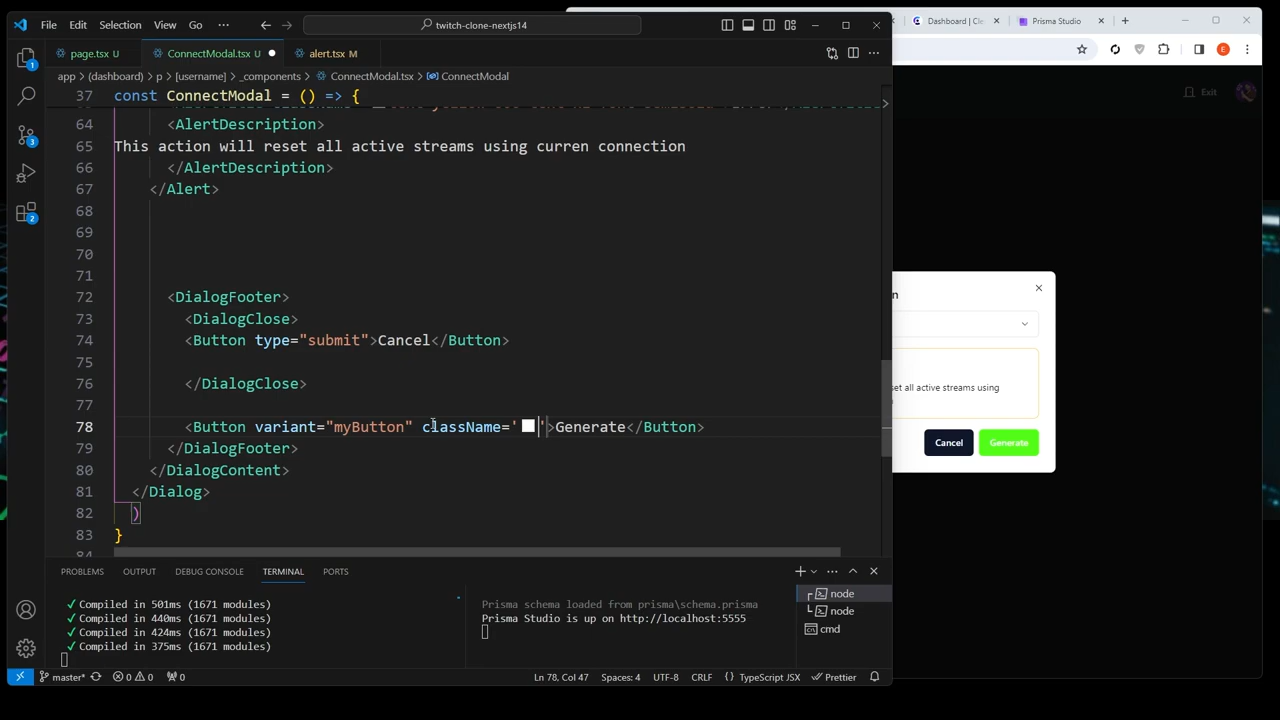 File Edit Selection View Go ··· twitch-clone-nextjs14
Dashboard | Cle Prisma Studio
page.tsx U ConnectModal.tsx U alert.tsx M
app > (dashboard) > p > [username] > _components > ConnectModal.tsx > ConnectModal
Exit
37 const ConnectModal = () => {
64 <AlertDescription>
65 This action will reset all active streams using curren connection
66 </AlertDescription>
67 </Alert>
68
69
70
71
72 <DialogFooter>
73 <DialogClose>
74 <Button type="submit">Cancel</Button>
75
76 </DialogClose>
77
78 <Button variant="myButton" className=' '>Generate</Button>
79 </DialogFooter>
80 </DialogContent>
81 </Dialog>
82 )
83 }
84
n
et all active streams using
Cancel Generate
PROBLEMS OUTPUT DEBUG CONSOLE TERMINAL PORTS
✓ Compiled in 501ms (1671 modules)
✓ Compiled in 440ms (1671 modules)
✓ Compiled in 424ms (1671 modules)
✓ Compiled in 375ms (1671 modules)
Prisma schema loaded from prisma\schema.prisma
Prisma Studio is up on http://localhost:5555
node
node
cmd
master* 0 0 0 Ln 78, Col 47 Spaces: 4 UTF-8 CRLF { } TypeScript JSX Prettier